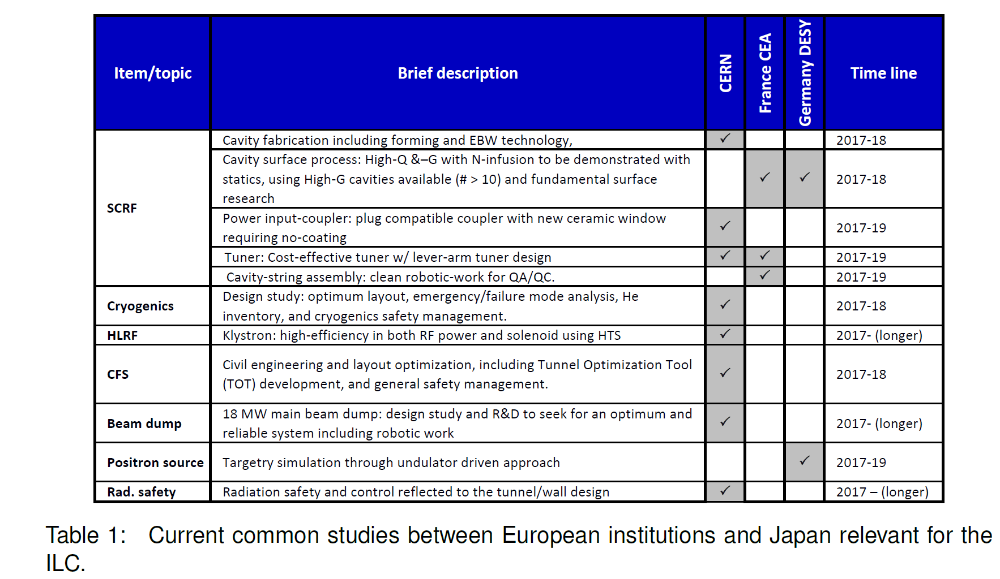 Item/topic Brief description CERN France CEA Germany DESY Time line
SCRF
Cavity fabrication including forming and EBW technology, ✓ 2017-18
Cavity surface process: High-Q &–G with N-infusion to be demonstrated with
statics, using High-G cavities available (# > 10) and fundamental surface ✓ ✓ 2017-18
research
Power input-coupler: plug compatible coupler with new ceramic window
requiring no-coating ✓ 2017-19
Tuner: Cost-effective tuner w/ lever-arm tuner design ✓ ✓ 2017-19
Cavity-string assembly: clean robotic-work for QA/QC. ✓ 2017-19
Cryogenics Design study: optimum layout, emergency/failure mode analysis, He
inventory, and cryogenics safety management. ✓ 2017-18
HLRF Klystron: high-efficiency in both RF power and solenoid using HTS ✓ 2017- (longer)
CFS Civil engineering and layout optimization, including Tunnel Optimization Tool
(TOT) development, and general safety management. ✓ 2017-18
Beam dump 18 MW main beam dump: design study and R&D to seek for an optimum and
reliable system including robotic work ✓ 2017- (longer)
Positron source Targetry simulation through undulator driven approach ✓ 2017-19
Rad. safety Radiation safety and control reflected to the tunnel/wall design ✓ 2017 – (longer)
Table 1: Current common studies between European institutions and Japan relevant for the
ILC.